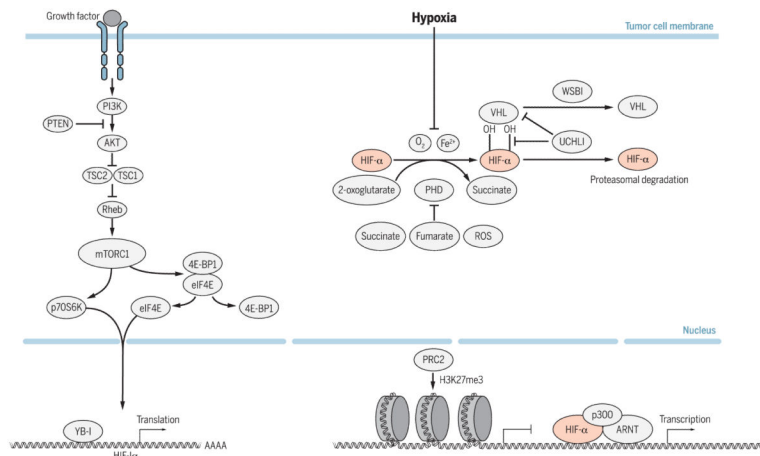 Growth factor
Hypoxia
Tumor cell membrane
PI3K
PTEN
AKT
TSC2 TSC1
Rheb
mTORC1
4E-BP1
eIF4E
p70S6K
eIF4E
4E-BP1
WSBI
VHL
VHL
OH OH
UCHLI
O2 Fe2+
HIF-α
HIF-α
HIF-α
Proteasomal degradation
2-oxoglutarate
PHD
Succinate
Succinate
Fumarate
ROS
Nucleus
PRC2
H3K27me3
YB-I
Translation
AAAA
HIF-Iα
p300
HIF-α
ARNT
Transcription